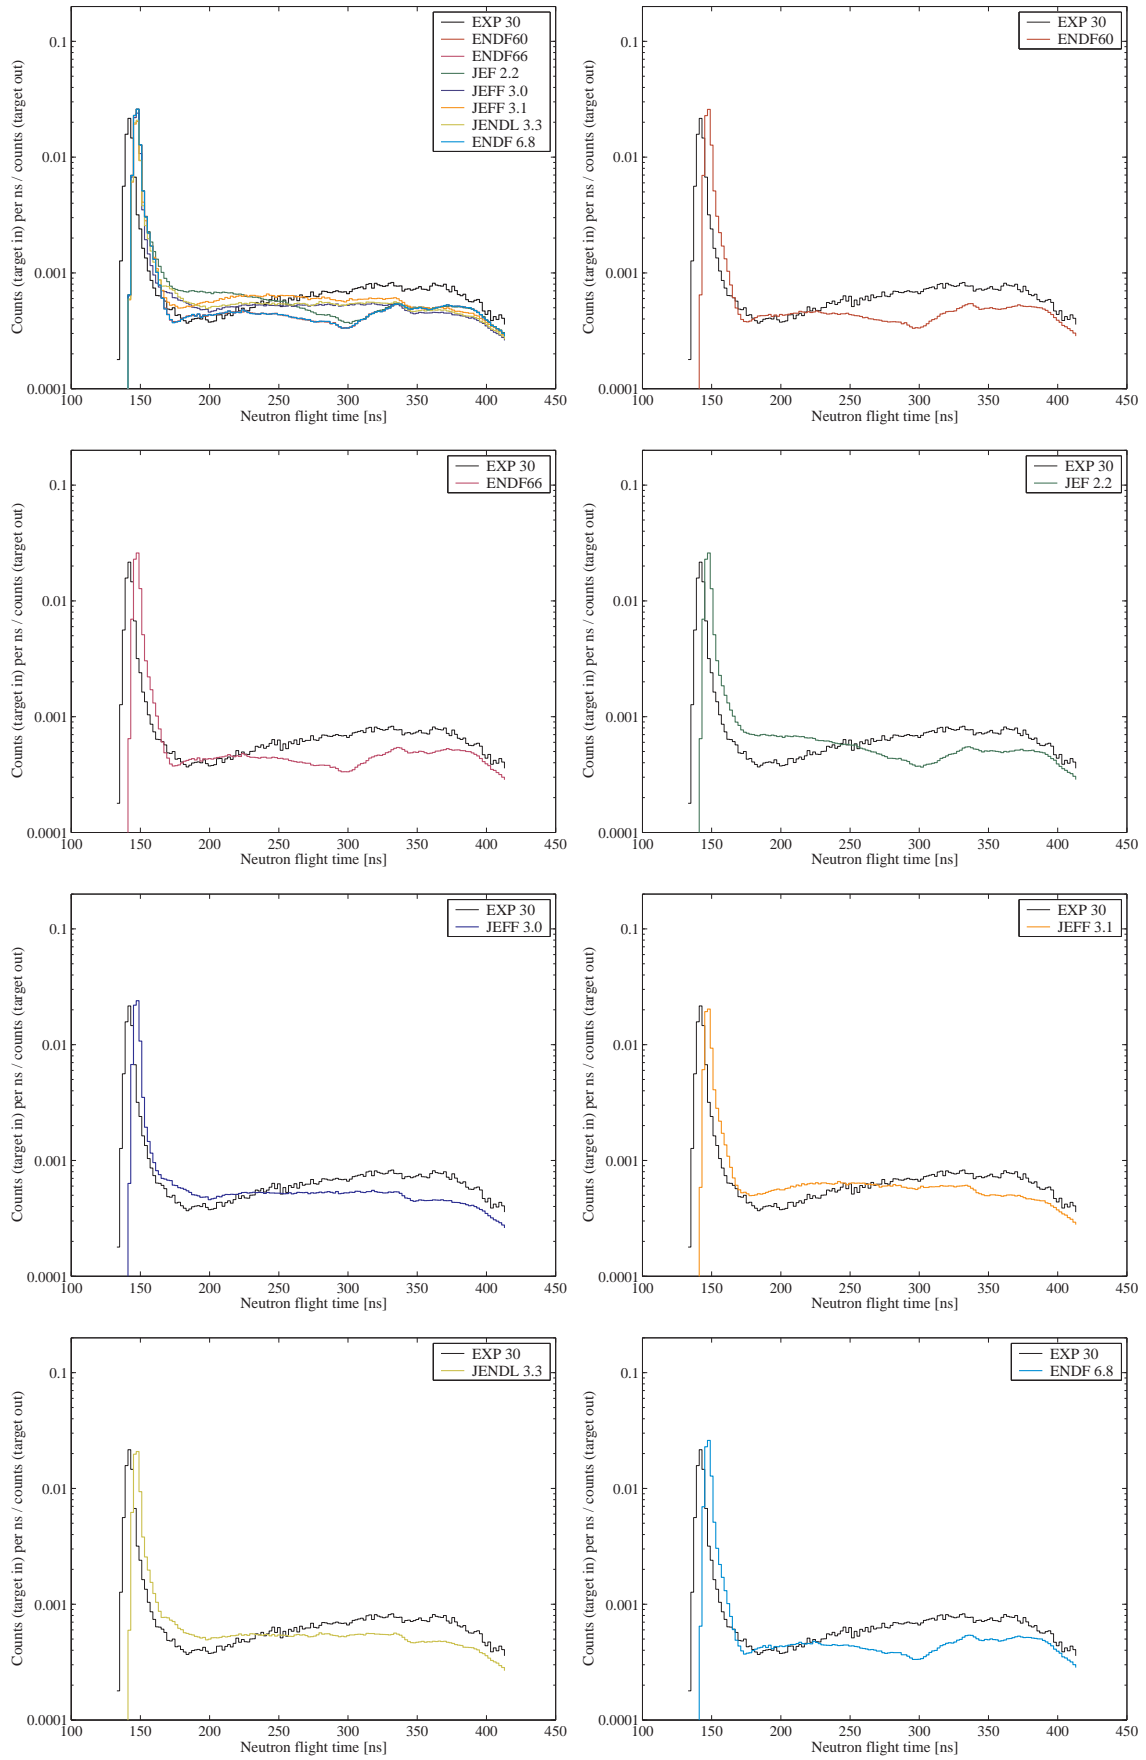 EXP 30
ENDF60
ENDF66
JEF 2.2
JEFF 3.0
JEFF 3.1
JENDL 3.3
ENDF 6.8
0.1
0.01
0.001
0.0001
100 150 200 250 300 350 400 450
Neutron flight time [ns]
Counts (target in) per ns / counts (target out)
EXP 30
ENDF60
0.1
0.01
0.001
0.0001
100 150 200 250 300 350 400 450
Neutron flight time [ns]
Counts (target in) per ns / counts (target out)
EXP 30
ENDF66
0.1
0.01
0.001
0.0001
100 150 200 250 300 350 400 450
Neutron flight time [ns]
Counts (target in) per ns / counts (target out)
EXP 30
JEF 2.2
0.1
0.01
0.001
0.0001
100 150 200 250 300 350 400 450
Neutron flight time [ns]
Counts (target in) per ns / counts (target out)
EXP 30
JEFF 3.0
0.1
0.01
0.001
0.0001
100 150 200 250 300 350 400 450
Neutron flight time [ns]
Counts (target in) per ns / counts (target out)
EXP 30
JEFF 3.1
0.1
0.01
0.001
0.0001
100 150 200 250 300 350 400 450
Neutron flight time [ns]
Counts (target in) per ns / counts (target out)
EXP 30
JENDL 3.3
0.1
0.01
0.001
0.0001
100 150 200 250 300 350 400 450
Neutron flight time [ns]
Counts (target in) per ns / counts (target out)
EXP 30
ENDF 6.8
0.1
0.01
0.001
0.0001
100 150 200 250 300 350 400 450
Neutron flight time [ns]
Counts (target in) per ns / counts (target out)